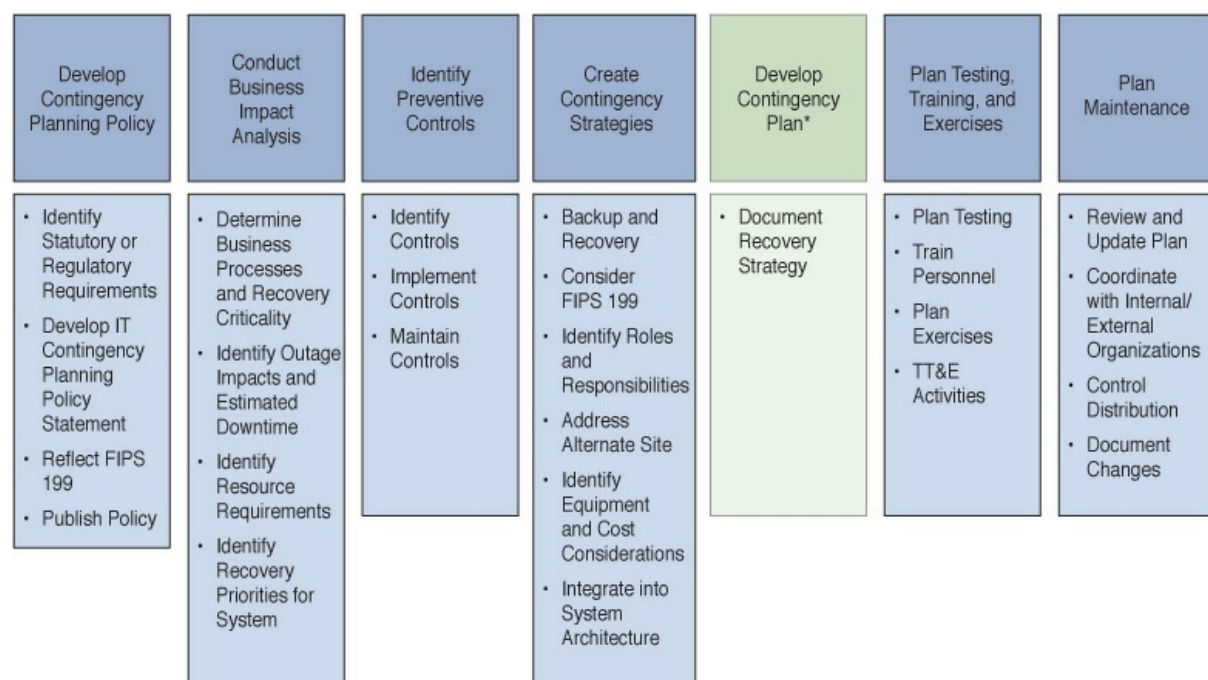 Develop
Contingency
Planning Policy
Conduct
Business
Impact
Analysis
Identify
Preventive
Controls
Create
Contingency
Strategies
Develop
Contingency
Plan*
Plan Testing,
Training, and
Exercises
Plan
Maintenance
• Identify
Statutory or
Regulatory
Requirements
• Develop IT
Contingency
Planning
Policy
Statement
• Reflect FIPS
199
• Publish Policy
• Determine
Business
Processes
and Recovery
Criticality
• Identify Outage
Impacts and
Estimated
Downtime
• Identify
Resource
Requirements
• Identify
Recovery
Priorities for
System
• Identify
Controls
• Implement
Controls
• Maintain
Controls
• Backup and
Recovery
• Consider
FIPS 199
• Identify Roles
and
Responsibilities
• Address
Alternate Site
• Identify
Equipment
and Cost
Considerations
• Integrate into
System
Architecture
• Document
Recovery
Strategy
• Plan Testing
• Train
Personnel
• Plan
Exercises
• TT&E
Activities
• Review and
Update Plan
• Coordinate
with Internal/
External
Organizations
• Control
Distribution
• Document
Changes